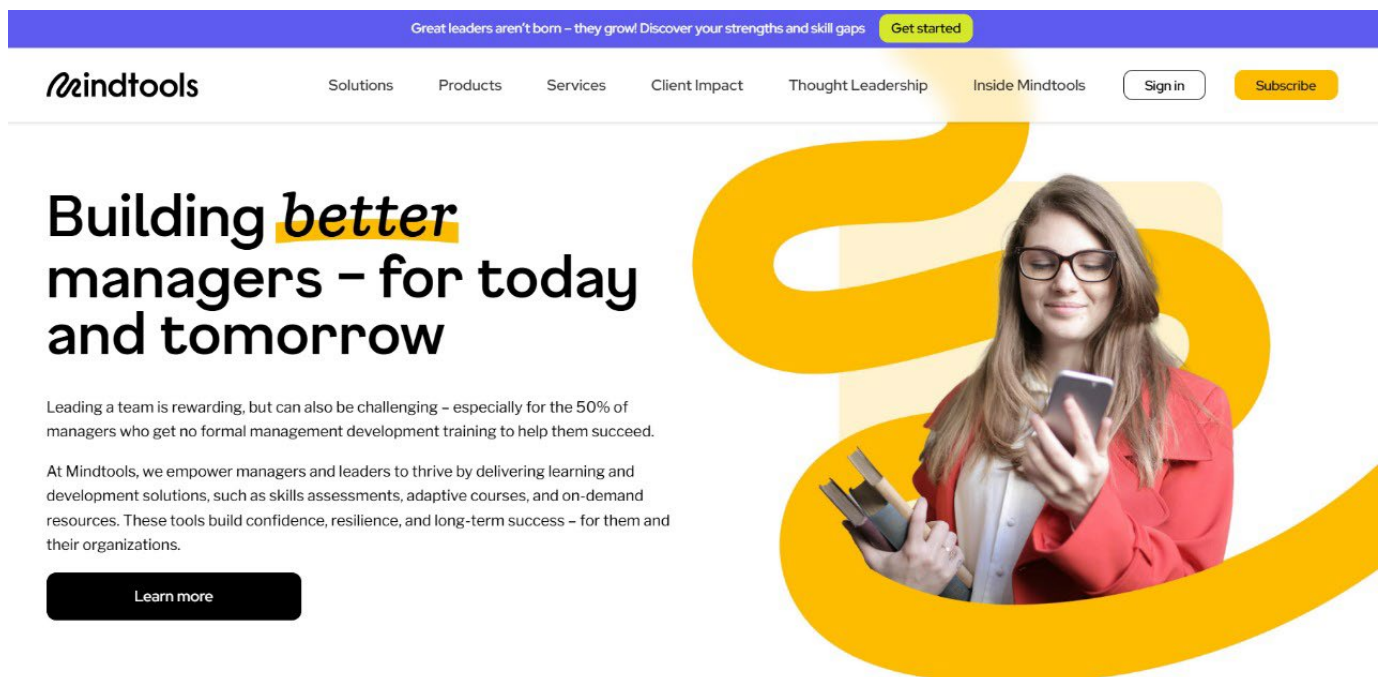 Great leaders aren't born – they grow! Discover your strengths and skill gaps Get started
Mindtools Solutions Products Services Client Impact Thought Leadership Inside Mindtools Sign in Subscribe
Building better
managers – for today
and tomorrow
Leading a team is rewarding, but can also be challenging – especially for the 50% of
managers who get no formal management development training to help them succeed.
At Mindtools, we empower managers and leaders to thrive by delivering learning and
development solutions, such as skills assessments, adaptive courses, and on-demand
resources. These tools build confidence, resilience, and long-term success – for them and
their organizations.
Learn more